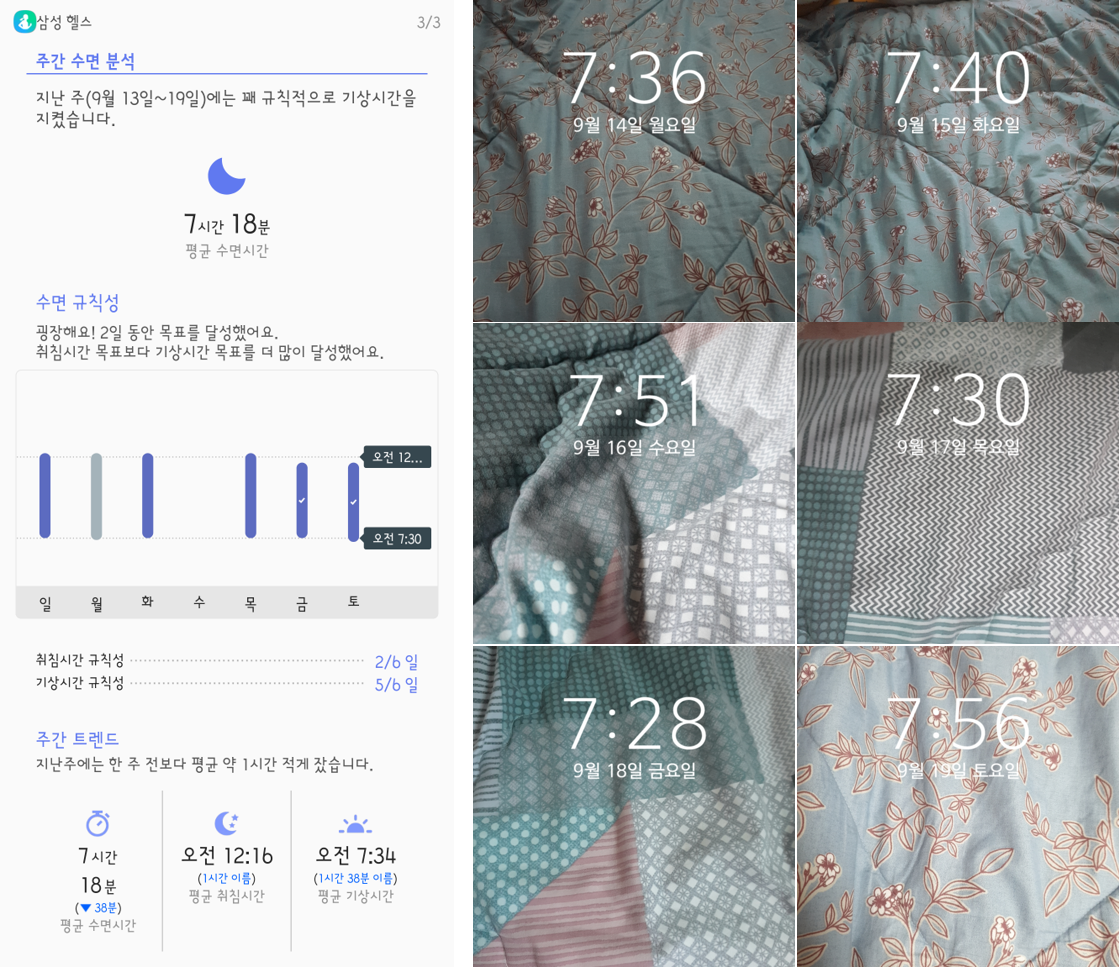 삼성 헬스
3/3
주간 수면 분석
지난 주(9월 13일~19일)에는 꽤 규칙적으로 기상시간을
지켰습니다.
7시간 18분
평균 수면시간
수면 규칙성
굉장해요! 2일 동안 목표를 달성했어요.
취침시간 목표보다 기상시간 목표를 더 많이 달성했어요.
오전 12...
오전 7:30
일 월 화 수 목 금 토
취침시간 규칙성 2/6 일
기상시간 규칙성 5/6 일
주간 트렌드
지난주에는 한 주 전보다 평균 약 1시간 적게 잤습니다.
7시간
18분
(▼ 38분)
평균 수면시간
오전 12:16
(1시간 이름)
평균 취침시간
오전 7:34
(1시간 38분 이름)
평균 기상시간
7:36
9월 14일 월요일
7:40
9월 15일 화요일
7:51
9월 16일 수요일
7:30
9월 17일 목요일
7:28
9월 18일 금요일
7:56
9월 19일 토요일